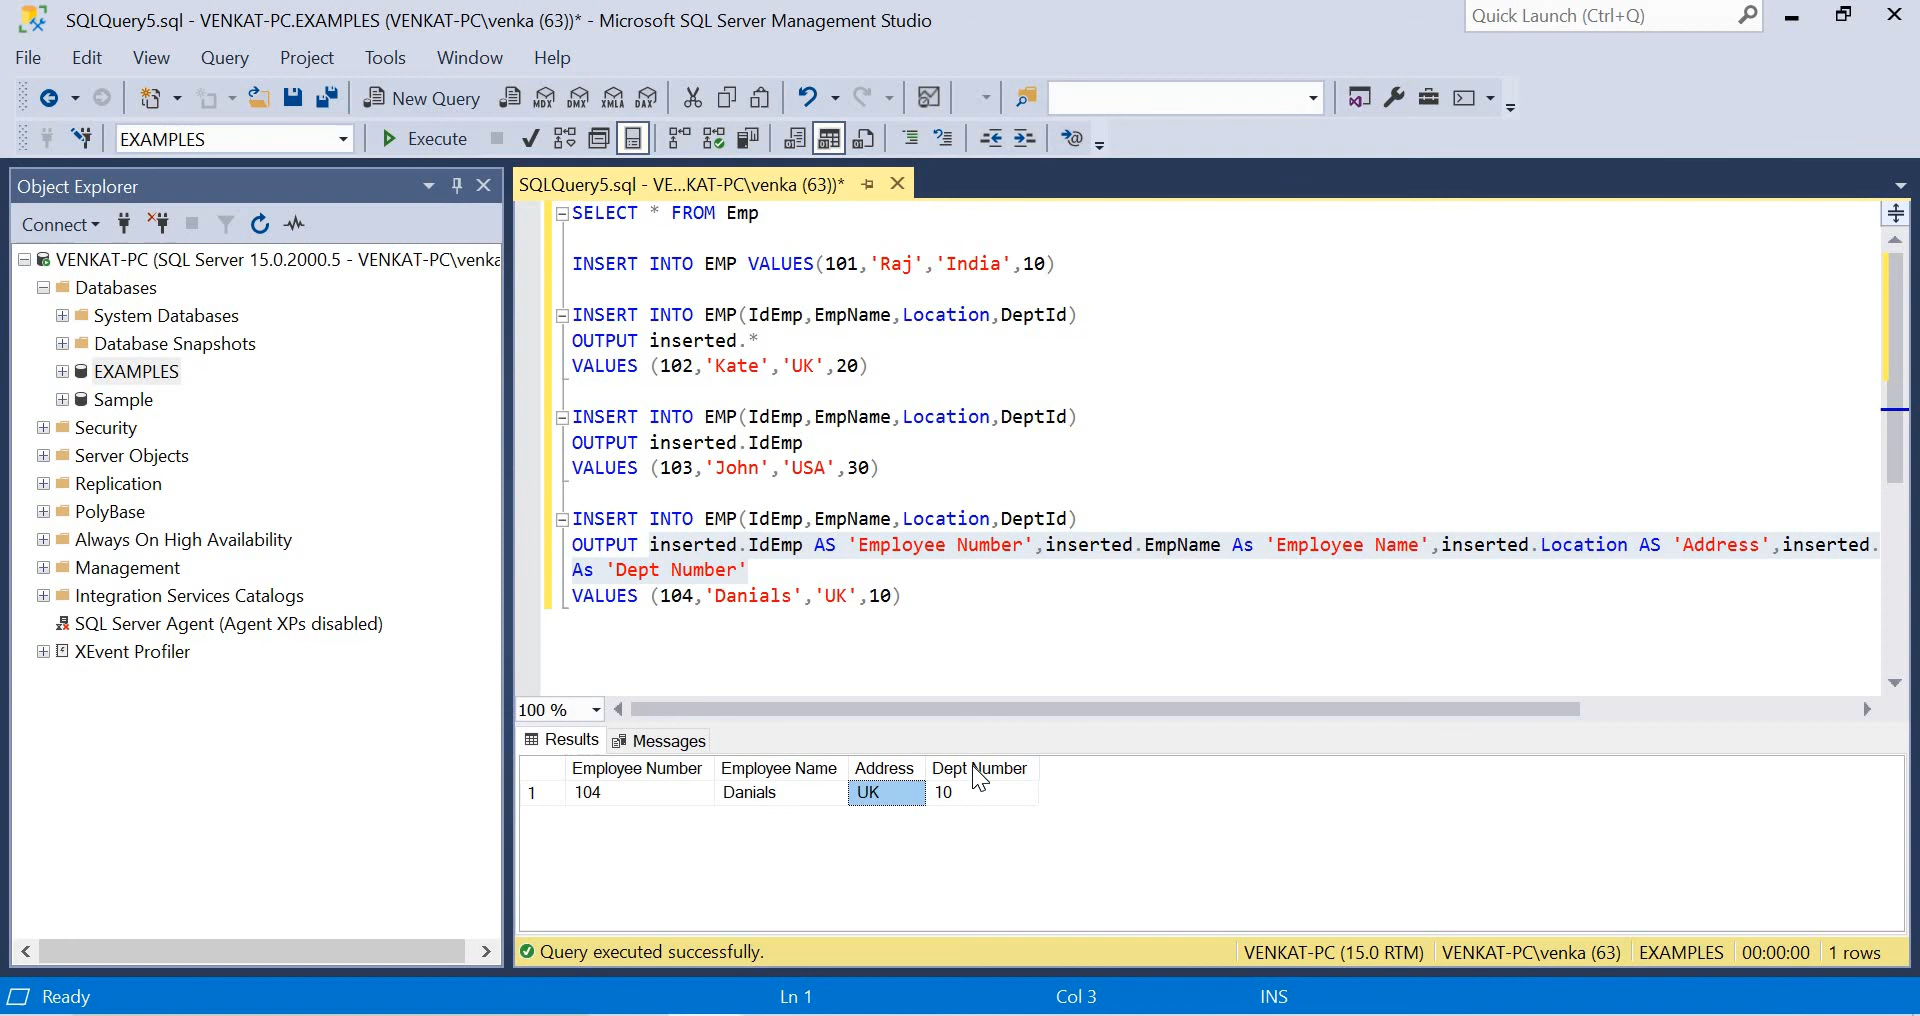 SQLQuery5.sql - VENKAT-PC.EXAMPLES (VENKAT-PC\venka (63))* - Microsoft SQL Server Management Studio
Quick Launch (Ctrl+Q)
File Edit View Query Project Tools Window Help
New Query MDX DMX XMLA DAX
EXAMPLES Execute
Object Explorer
Connect
VENKAT-PC (SQL Server 15.0.2000.5 - VENKAT-PC\venka
Databases
System Databases
Database Snapshots
EXAMPLES
Sample
Security
Server Objects
Replication
PolyBase
Always On High Availability
Management
Integration Services Catalogs
SQL Server Agent (Agent XPs disabled)
XEvent Profiler
SQLQuery5.sql - VE...KAT-PC\venka (63))*
SELECT * FROM Emp
INSERT INTO EMP VALUES(101,'Raj','India',10)
INSERT INTO EMP(IdEmp,EmpName,Location,DeptId)
OUTPUT inserted.*
VALUES (102,'Kate','UK',20)
INSERT INTO EMP(IdEmp,EmpName,Location,DeptId)
OUTPUT inserted.IdEmp
VALUES (103,'John','USA',30)
INSERT INTO EMP(IdEmp,EmpName,Location,DeptId)
OUTPUT inserted.IdEmp AS 'Employee Number',inserted.EmpName As 'Employee Name',inserted.Location AS 'Address',inserted.
As 'Dept Number'
VALUES (104,'Danials','UK',10)
100 %
Results Messages
Employee Number Employee Name Address Dept Number
1 104 Danials UK 10
Query executed successfully. VENKAT-PC (15.0 RTM) VENKAT-PC\venka (63) EXAMPLES 00:00:00 1 rows
Ready Ln 1 Col 3 INS